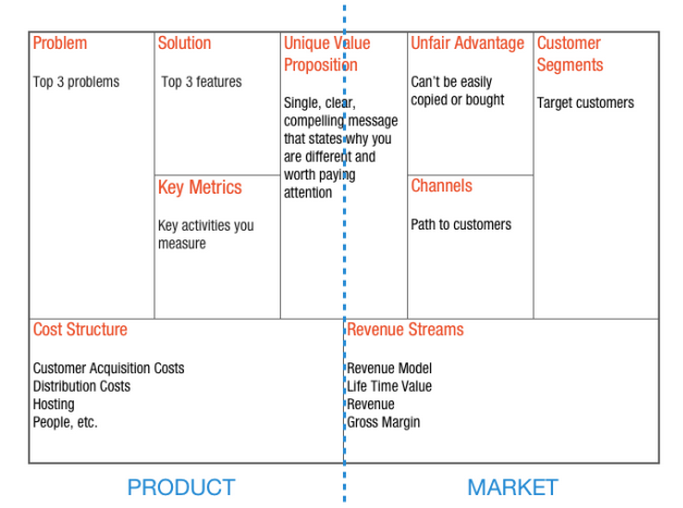 Problem
Top 3 problems
Solution
Top 3 features
Key Metrics
Key activities you
measure
Unique Value
Proposition
Single, clear,
compelling message
that states why you
are different and
worth paying
attention
Unfair Advantage
Can't be easily
copied or bought
Channels
Path to customers
Customer
Segments
Target customers
Cost Structure
Customer Acquisition Costs
Distribution Costs
Hosting
People, etc.
Revenue Streams
Revenue Model
Life Time Value
Revenue
Gross Margin
PRODUCT
MARKET